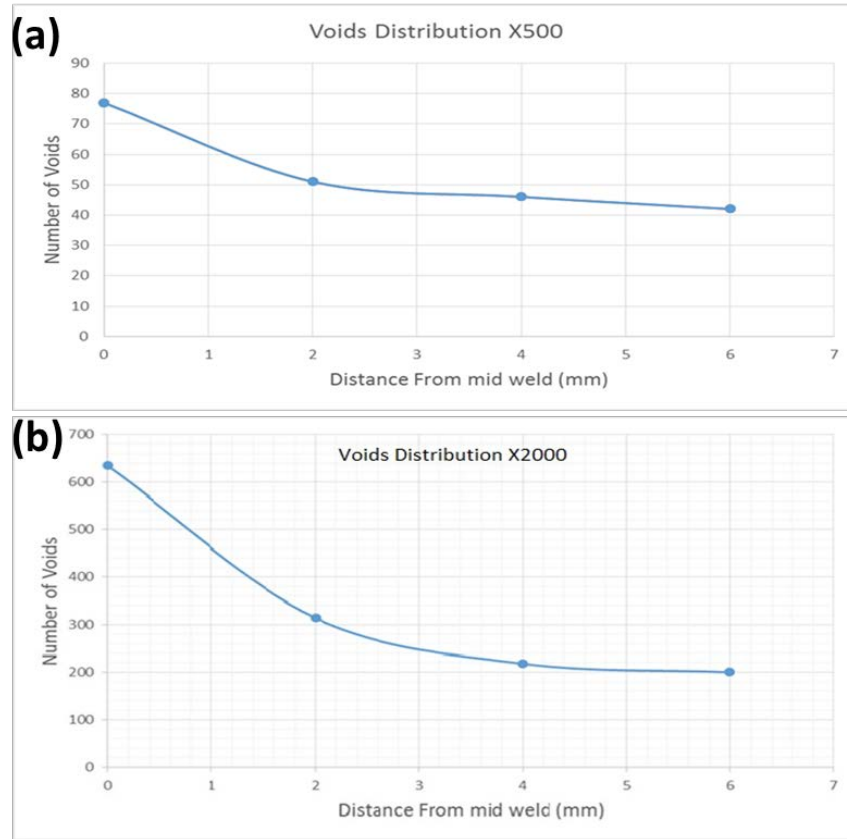 (a)
Voids Distribution X500
90
80
70
60
50
40
30
20
10
0
Number of Voids
0 1 2 3 4 5 6 7
Distance From mid weld (mm)
(b)
Voids Distribution X2000
700
600
500
400
300
200
100
0
Number of Voids
0 1 2 3 4 5 6 7
Distance From mid weld (mm)